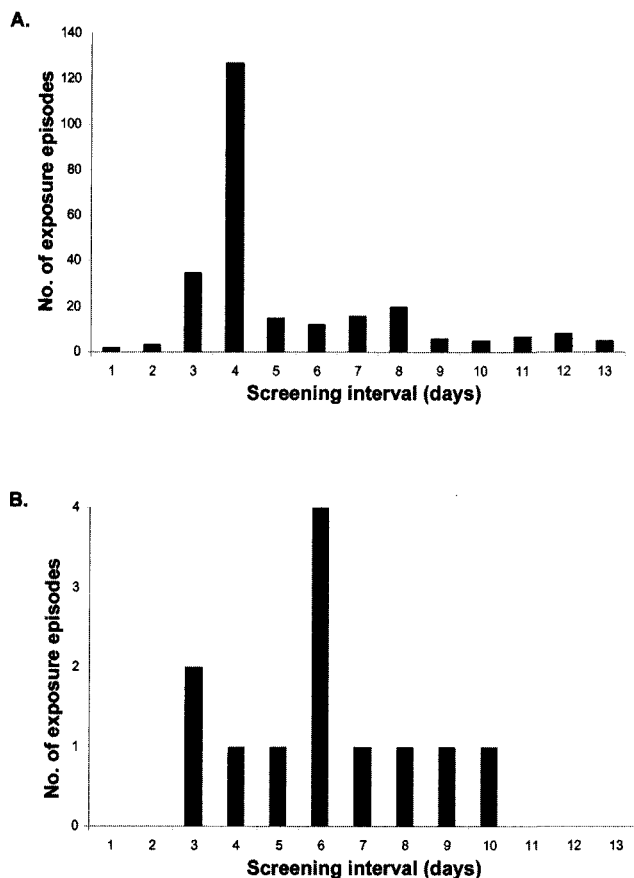 A.
No. of exposure episodes
140
120
100
80
60
40
20
0
1 2 3 4 5 6 7 8 9 10 11 12 13
Screening interval (days)
B.
No. of exposure episodes
4
3
2
1
0
1 2 3 4 5 6 7 8 9 10 11 12 13
Screening interval (days)